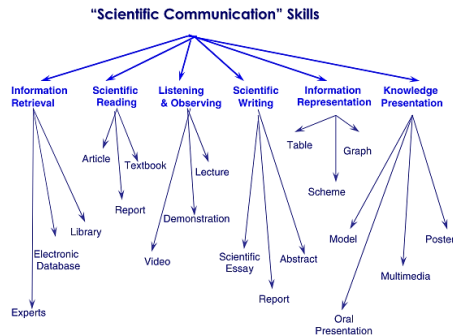 “Scientific Communication” Skills
Information
Retrieval
Scientific
Reading
Listening
& Observing
Scientific
Writing
Information
Representation
Knowledge
Presentation
Experts
Electronic
Database
Library
Article
Report
Textbook
Video
Demonstration
Lecture
Scientific
Essay
Report
Abstract
Table
Scheme
Graph
Model
Oral
Presentation
Multimedia
Poste